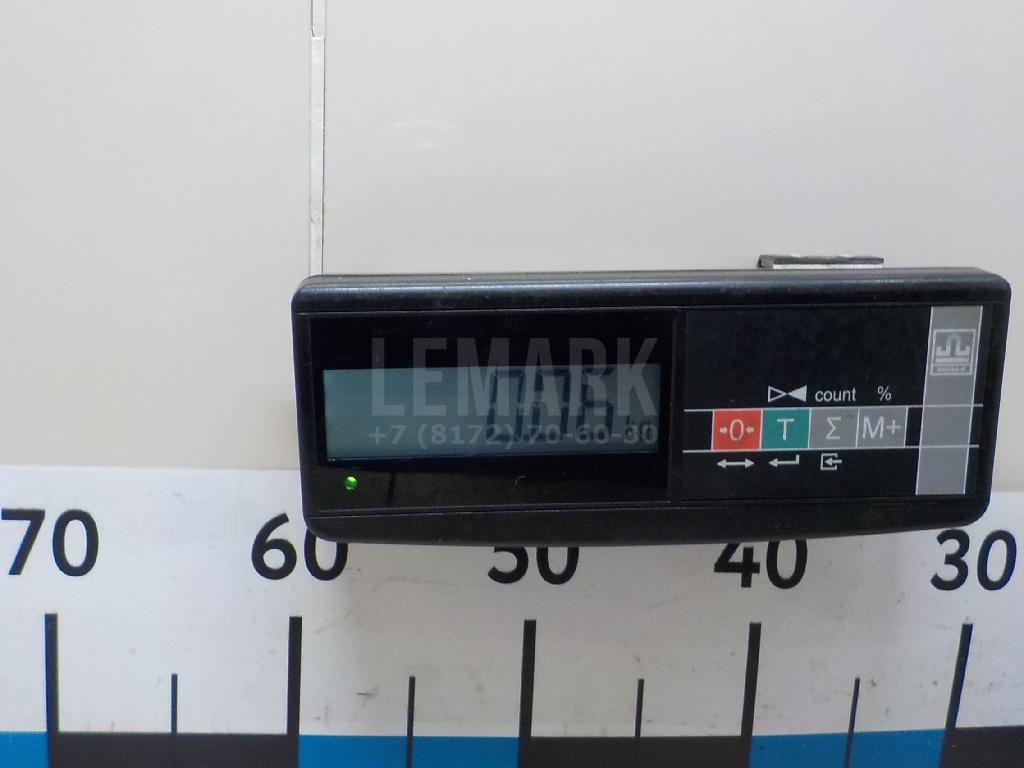 LEMARK
+7 (8172) 70-60-30
count %
→0← T Σ M+
70 60 50 40 30